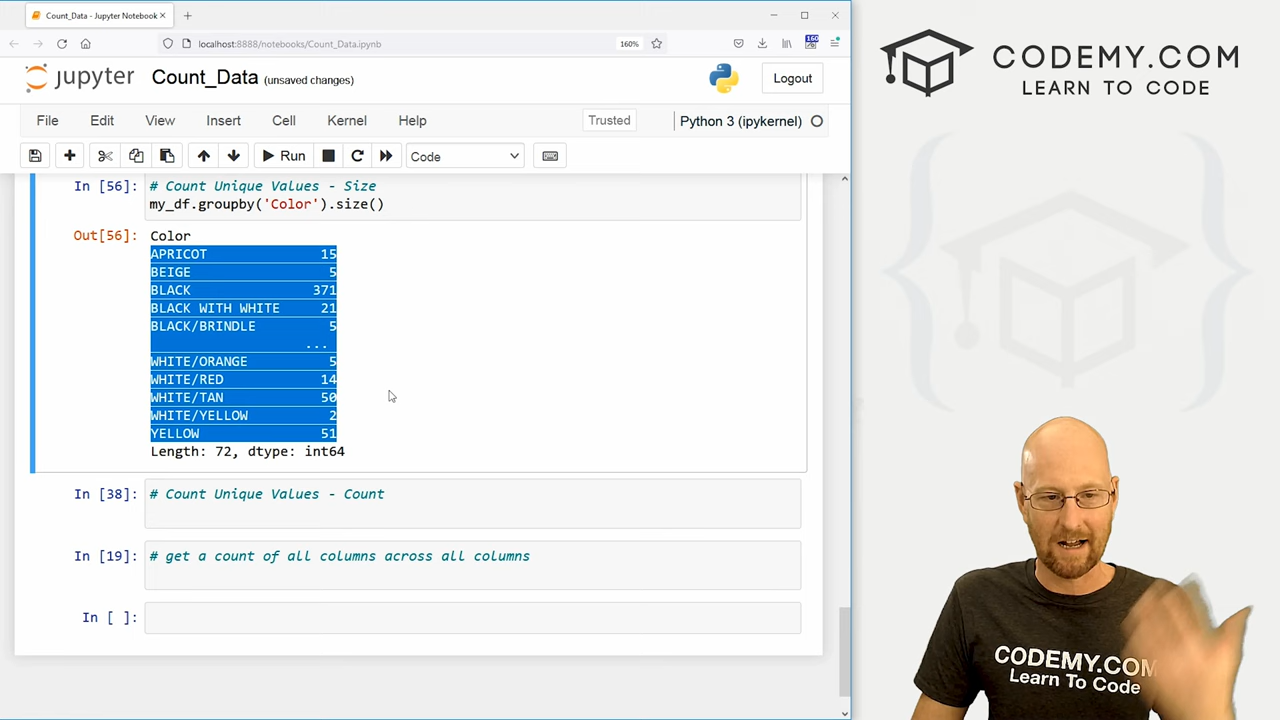 Count_Data - Jupyter Notebook
localhost:8888/notebooks/Count_Data.ipynb
160%
160
jupyter
Count_Data (unsaved changes)
Logout
File Edit View Insert Cell Kernel Help
Trusted
Python 3 (ipykernel)
Run
Code
In [56]:
# Count Unique Values - Size
my_df.groupby('Color').size()
Out[56]:
Color
APRICOT 15
BEIGE 5
BLACK 371
BLACK WITH WHITE 21
BLACK/BRINDLE 5
...
WHITE/ORANGE 5
WHITE/RED 14
WHITE/TAN 50
WHITE/YELLOW 2
YELLOW 51
Length: 72, dtype: int64
In [38]:
# Count Unique Values - Count
In [19]:
# get a count of all columns across all columns
In [ ]:
CODEMY.COM
LEARN TO CODE
CODEMY.COM
Learn To Code